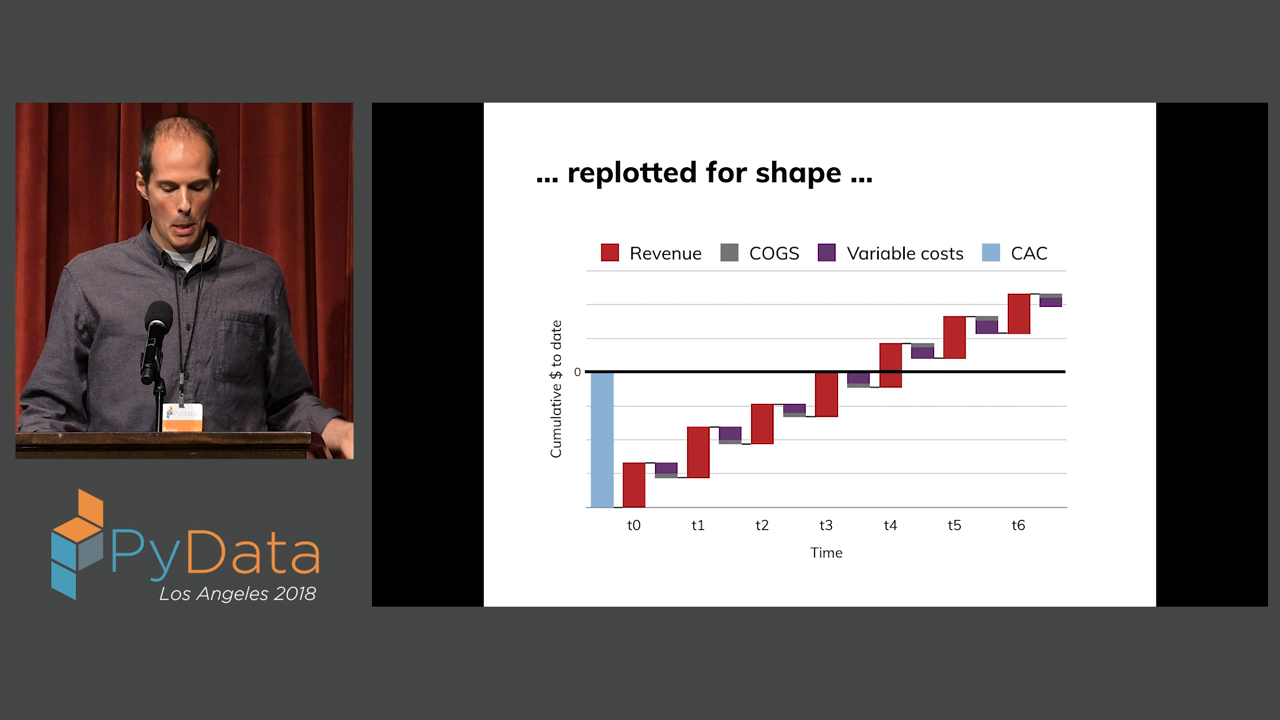 ... replotted for shape ...
Revenue COGS Variable costs CAC
Cumulative $ to date
0
t0 t1 t2 t3 t4 t5 t6
Time
PyData
PyData
Los Angeles 2018